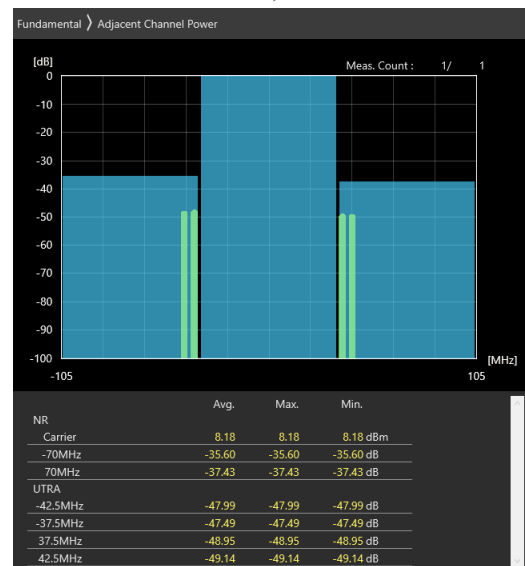 Fundamental 〉 Adjacent Channel Power
[dB]
Meas. Count : 1/ 1
0
-10
-20
-30
-40
-50
-60
-70
-80
-90
-100
[MHz]
-105 105
Avg. Max. Min.
NR
Carrier 8.18 8.18 8.18 dBm
-70MHz -35.60 -35.60 -35.60 dB
70MHz -37.43 -37.43 -37.43 dB
UTRA
-42.5MHz -47.99 -47.99 -47.99 dB
-37.5MHz -47.49 -47.49 -47.49 dB
37.5MHz -48.95 -48.95 -48.95 dB
42.5MHz -49.14 -49.14 -49.14 dB